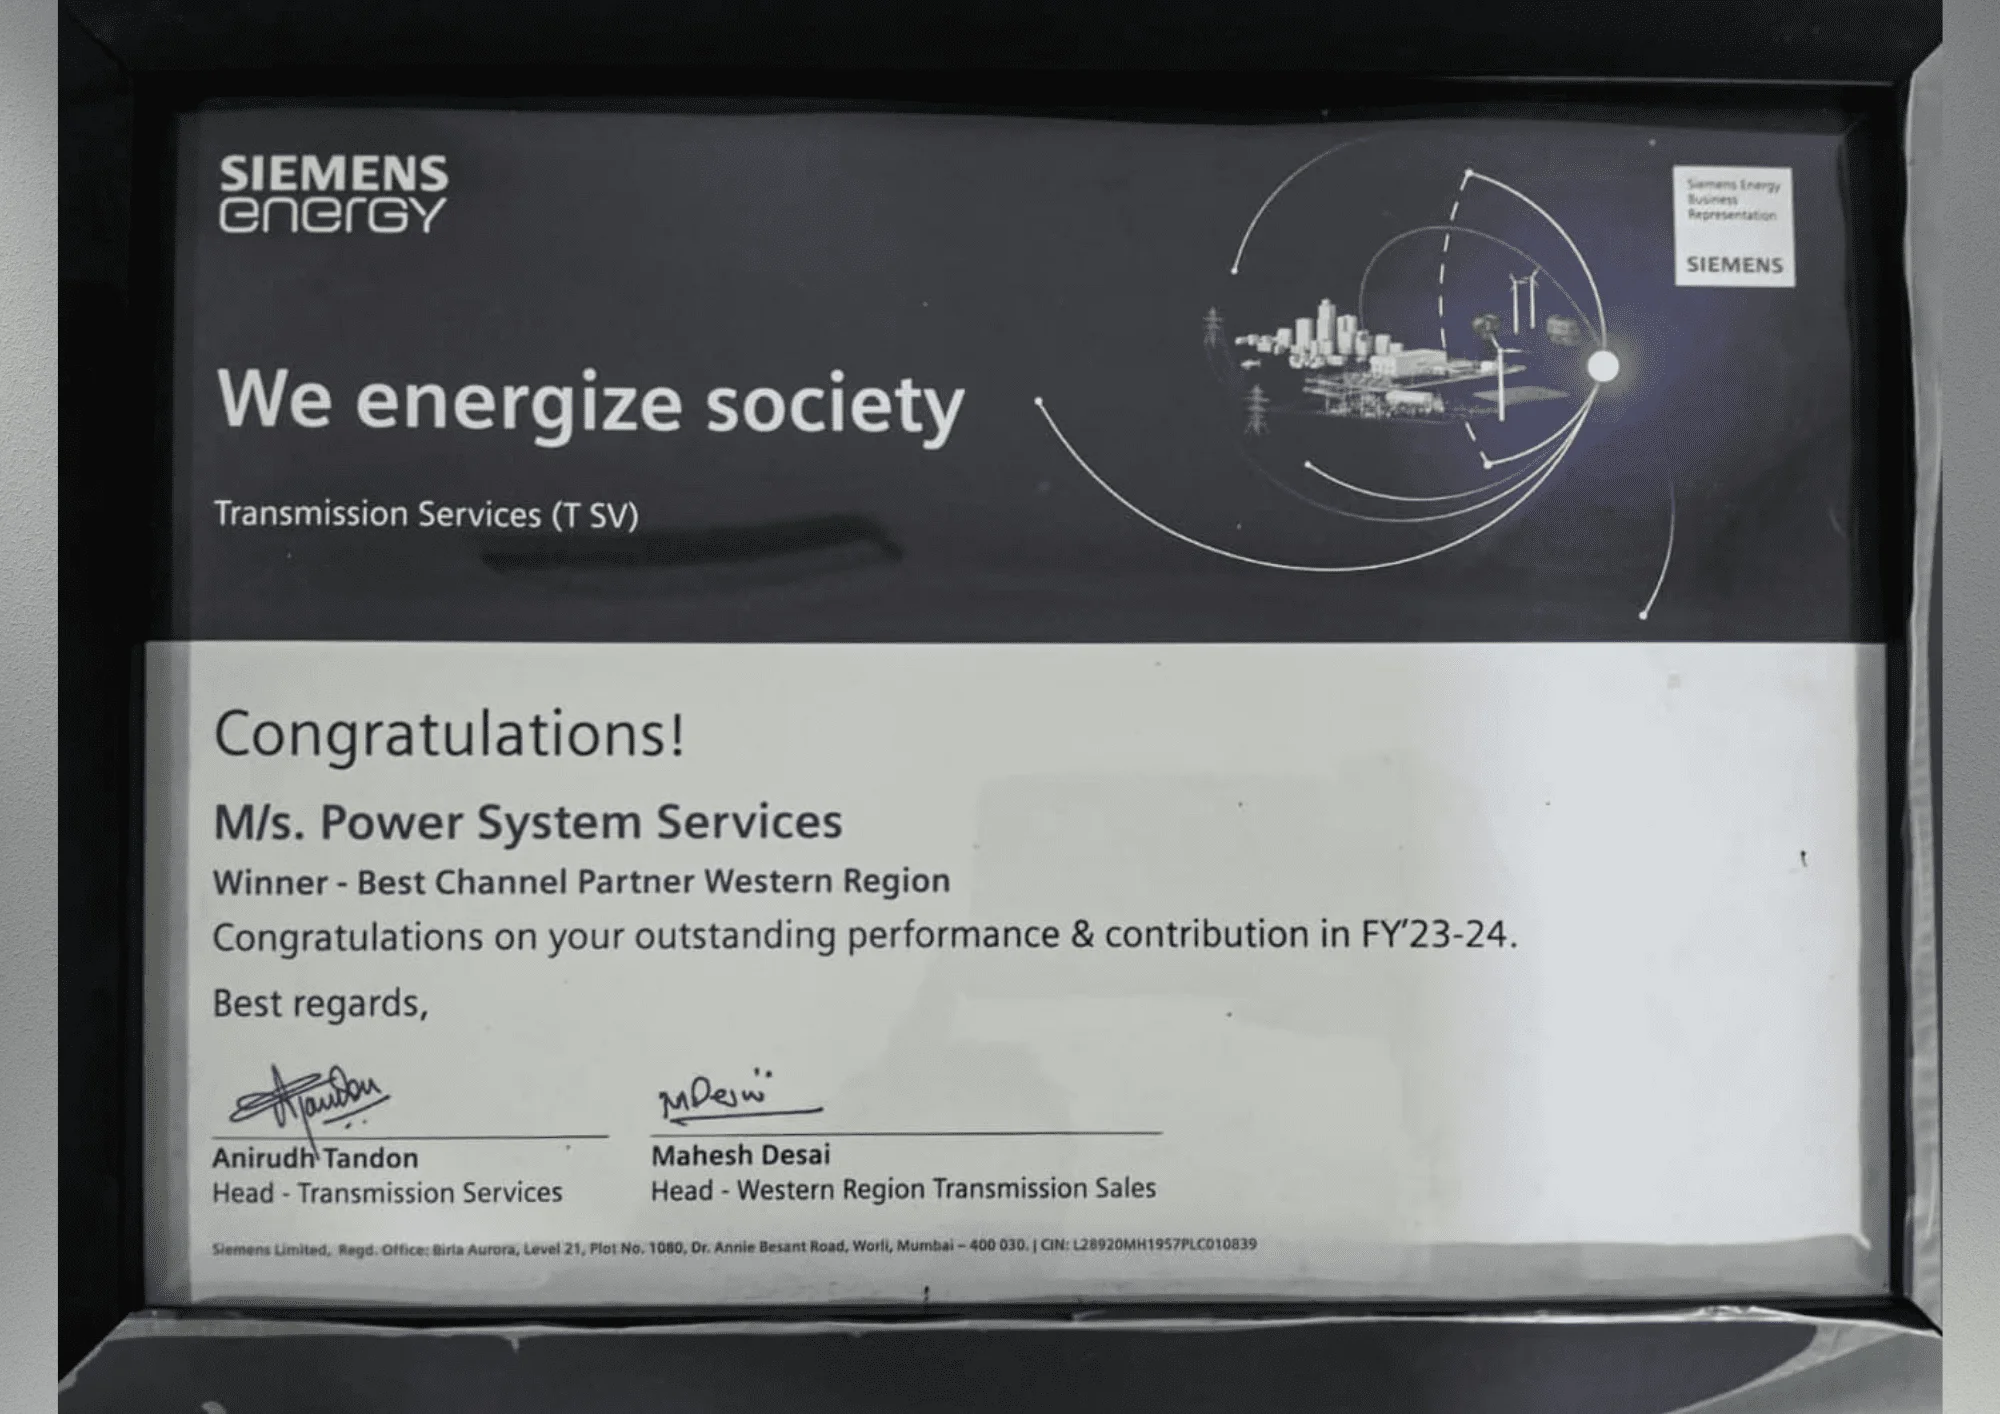 SIEMENS
energy
Siemens Energy
Business
Representation
SIEMENS
We energize society
Transmission Services (T SV)
Congratulations!
M/s. Power System Services
Winner - Best Channel Partner Western Region
Congratulations on your outstanding performance & contribution in FY'23-24.
Best regards,
ATandon
MDesai
Anirudh Tandon
Mahesh Desai
Head - Transmission Services
Head - Western Region Transmission Sales
Siemens Limited, Regd. Office: Birla Aurora, Level 21, Plot No. 1080, Dr. Annie Besant Road, Worli, Mumbai – 400 030. | CIN: L28920MH1957PLC010839